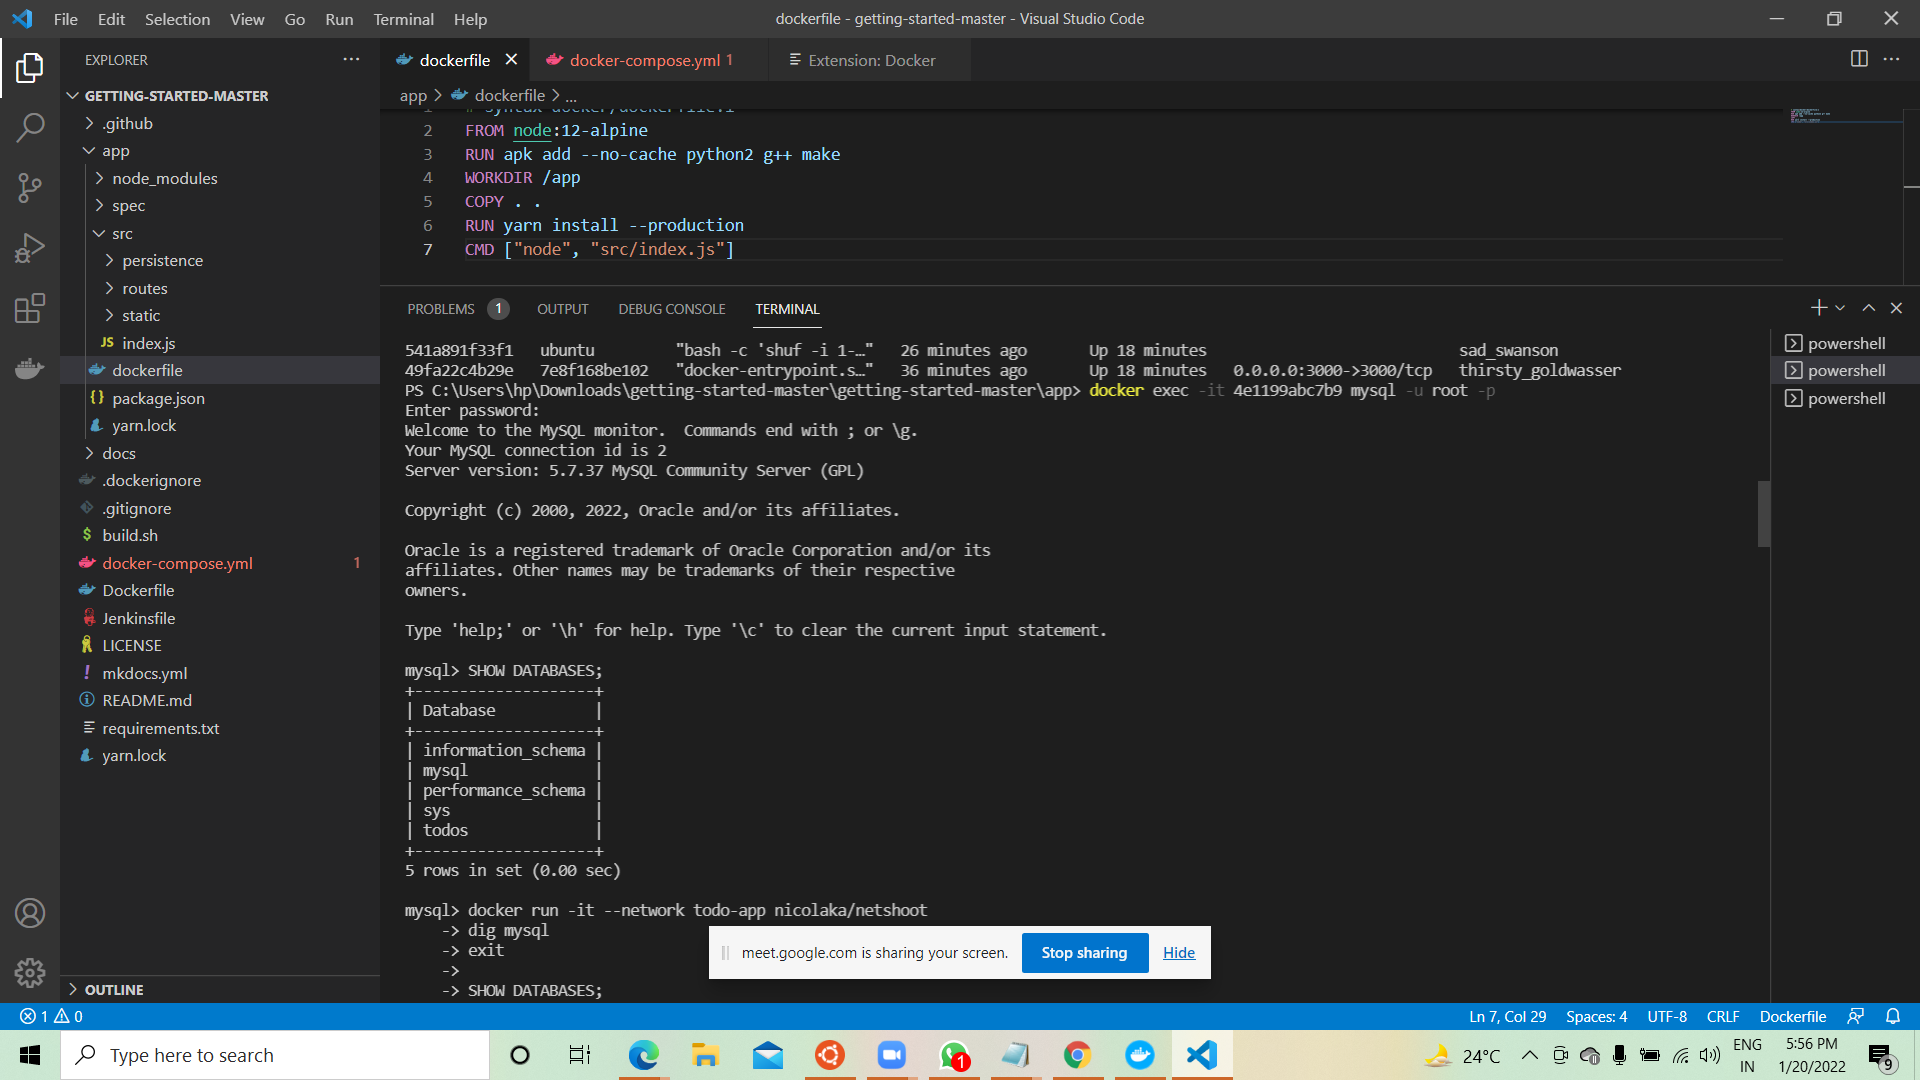 File Edit Selection View Go Run Terminal Help
dockerfile - getting-started-master - Visual Studio Code
EXPLORER
GETTING-STARTED-MASTER
.github
app
node_modules
spec
src
persistence
routes
static
JS index.js
dockerfile
package.json
yarn.lock
docs
.dockerignore
.gitignore
build.sh
docker-compose.yml 1
Dockerfile
Jenkinsfile
LICENSE
mkdocs.yml
README.md
requirements.txt
yarn.lock
OUTLINE
dockerfile
docker-compose.yml 1
Extension: Docker
app > dockerfile > ...
2 FROM node:12-alpine
3 RUN apk add --no-cache python2 g++ make
4 WORKDIR /app
5 COPY . .
6 RUN yarn install --production
7 CMD ["node", "src/index.js"]
PROBLEMS 1 OUTPUT DEBUG CONSOLE TERMINAL
541a891f33f1 ubuntu "bash -c 'shuf -i 1-…" 26 minutes ago Up 18 minutes sad_swanson
49fa22c4b29e 7e8f168be102 "docker-entrypoint.s…" 36 minutes ago Up 18 minutes 0.0.0.0:3000->3000/tcp thirsty_goldwasser
PS C:\Users\hp\Downloads\getting-started-master\getting-started-master\app> docker exec -it 4e1199abc7b9 mysql -u root -p
Enter password:
Welcome to the MySQL monitor. Commands end with ; or \g.
Your MySQL connection id is 2
Server version: 5.7.37 MySQL Community Server (GPL)
Copyright (c) 2000, 2022, Oracle and/or its affiliates.
Oracle is a registered trademark of Oracle Corporation and/or its
affiliates. Other names may be trademarks of their respective
owners.
Type 'help;' or '\h' for help. Type '\c' to clear the current input statement.
mysql> SHOW DATABASES;
+--------------------+
| Database |
+--------------------+
| information_schema |
| mysql |
| performance_schema |
| sys |
| todos |
+--------------------+
5 rows in set (0.00 sec)
mysql> docker run -it --network todo-app nicolaka/netshoot
-> dig mysql
-> exit
->
-> SHOW DATABASES;
powershell
powershell
powershell
meet.google.com is sharing your screen. Stop sharing Hide
1 0
Ln 7, Col 29 Spaces: 4 UTF-8 CRLF Dockerfile
Type here to search
1
24°C
ENG
IN
5:56 PM
1/20/2022
9